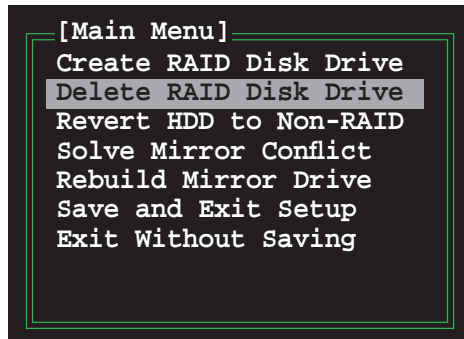 [Main Menu]
Create RAID Disk Drive
Delete RAID Disk Drive
Revert HDD to Non-RAID
Solve Mirror Conflict
Rebuild Mirror Drive
Save and Exit Setup
Exit Without Saving